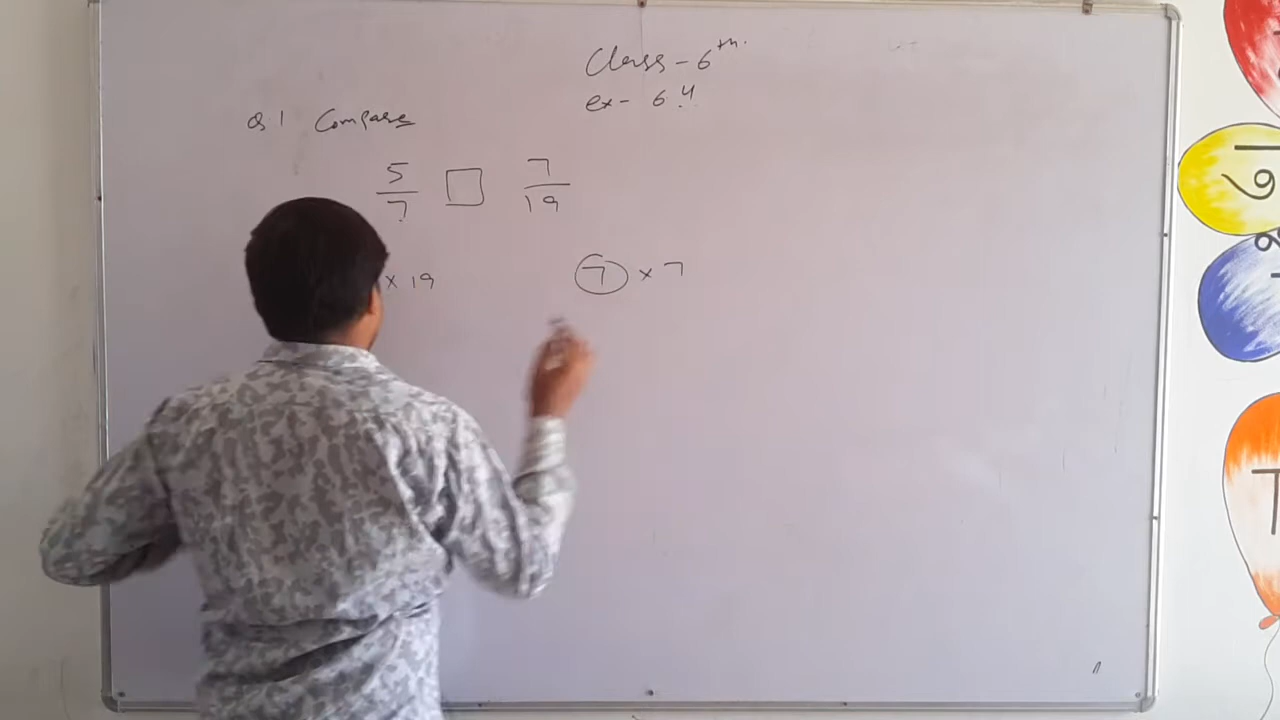 Class - 6th.
ex - 6.4
Q.1 Compare
5/7 □ 7/19
× 19 7 × 7